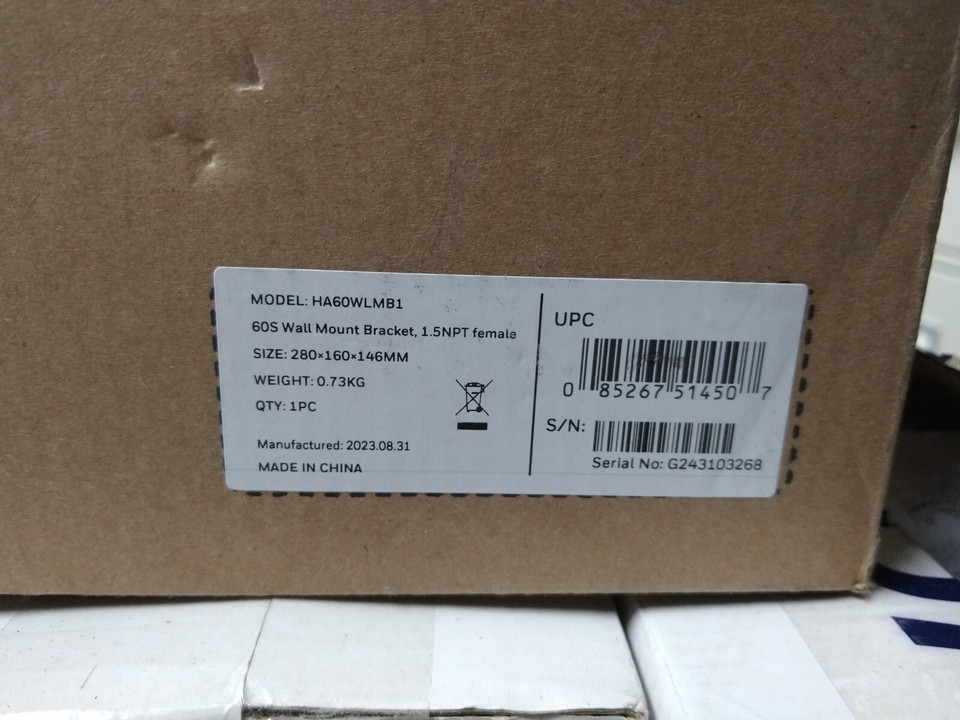 MODEL: HA60WLMB1
60S Wall Mount Bracket, 1.5NPT female
SIZE: 280×160×146MM
WEIGHT: 0.73KG
QTY: 1PC
Manufactured: 2023.08.31
MADE IN CHINA
UPC
0 85267 51450 7
S/N:
Serial No: G243103268